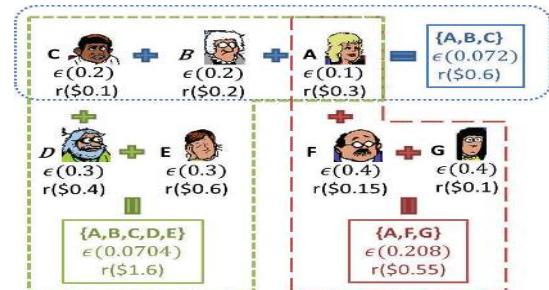 C + B + A = {A,B,C}
ϵ(0.2) ϵ(0.2) ϵ(0.1) ϵ(0.072)
r($0.1) r($0.2) r($0.3) r($0.6)
+ +
D + E F + G
ϵ(0.3) ϵ(0.3) ϵ(0.4) ϵ(0.4)
r($0.4) r($0.6) r($0.15) r($0.1)
= =
{A,B,C,D,E} {A,F,G}
ϵ(0.0704) ϵ(0.208)
r($1.6) r($0.55)